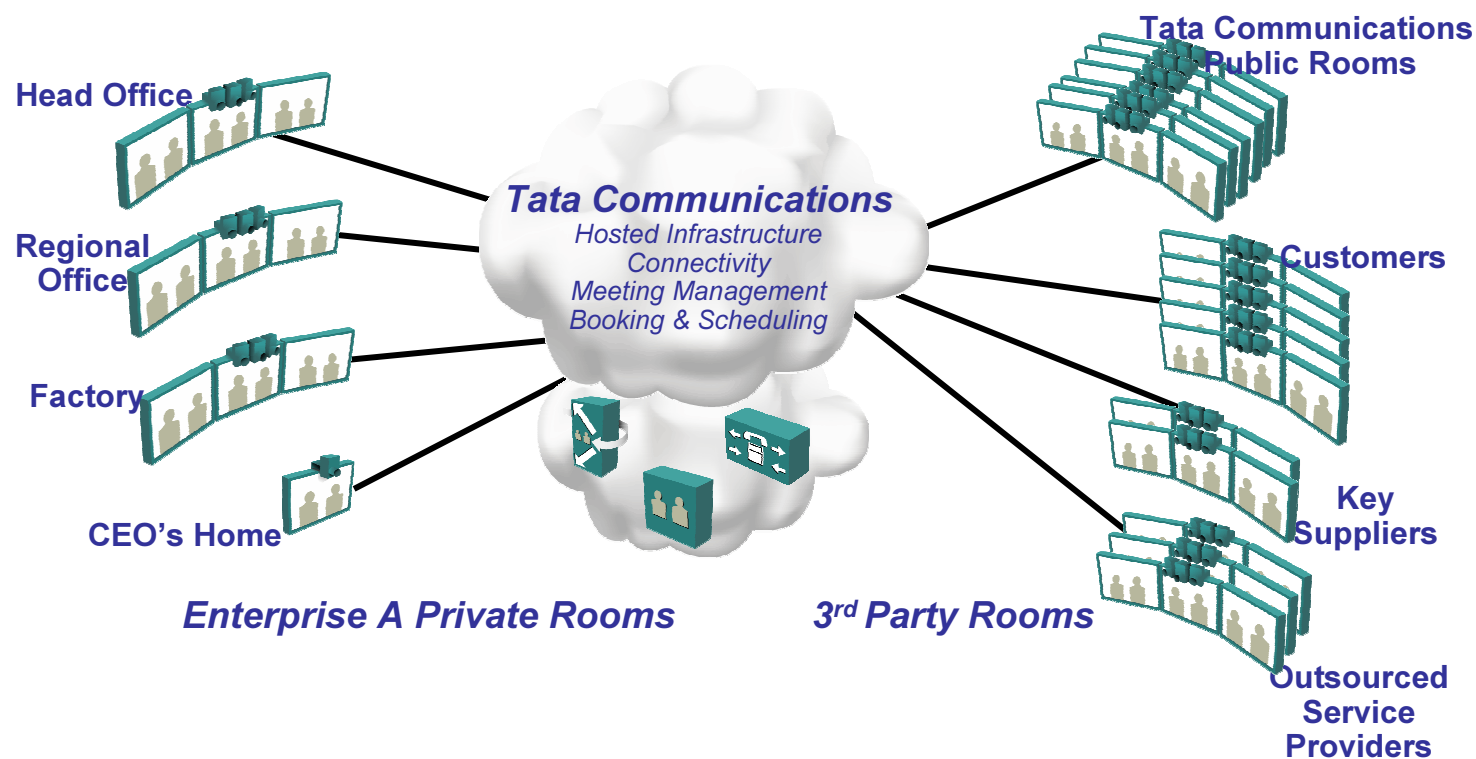 Head Office
Regional
Office
Factory
CEO’s Home
Enterprise A Private Rooms
Tata Communications
Hosted Infrastructure
Connectivity
Meeting Management
Booking & Scheduling
3rd Party Rooms
Tata Communications
Public Rooms
Customers
Key
Suppliers
Outsourced
Service
Providers